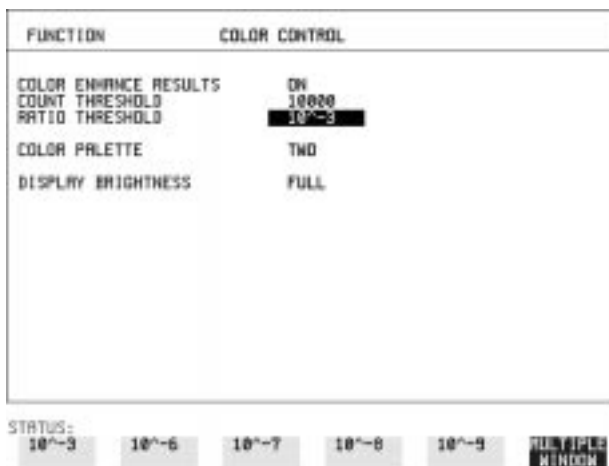 FUNCTION COLOR CONTROL
COLOR ENHANCE RESULTS ON
COUNT THRESHOLD 10000
RATIO THRESHOLD 10^-3
COLOR PALETTE TWO
DISPLAY BRIGHTNESS FULL
STATUS:
10^-3 10^-6 10^-7 10^-8 10^-9 MULTIPLE
WINDOW